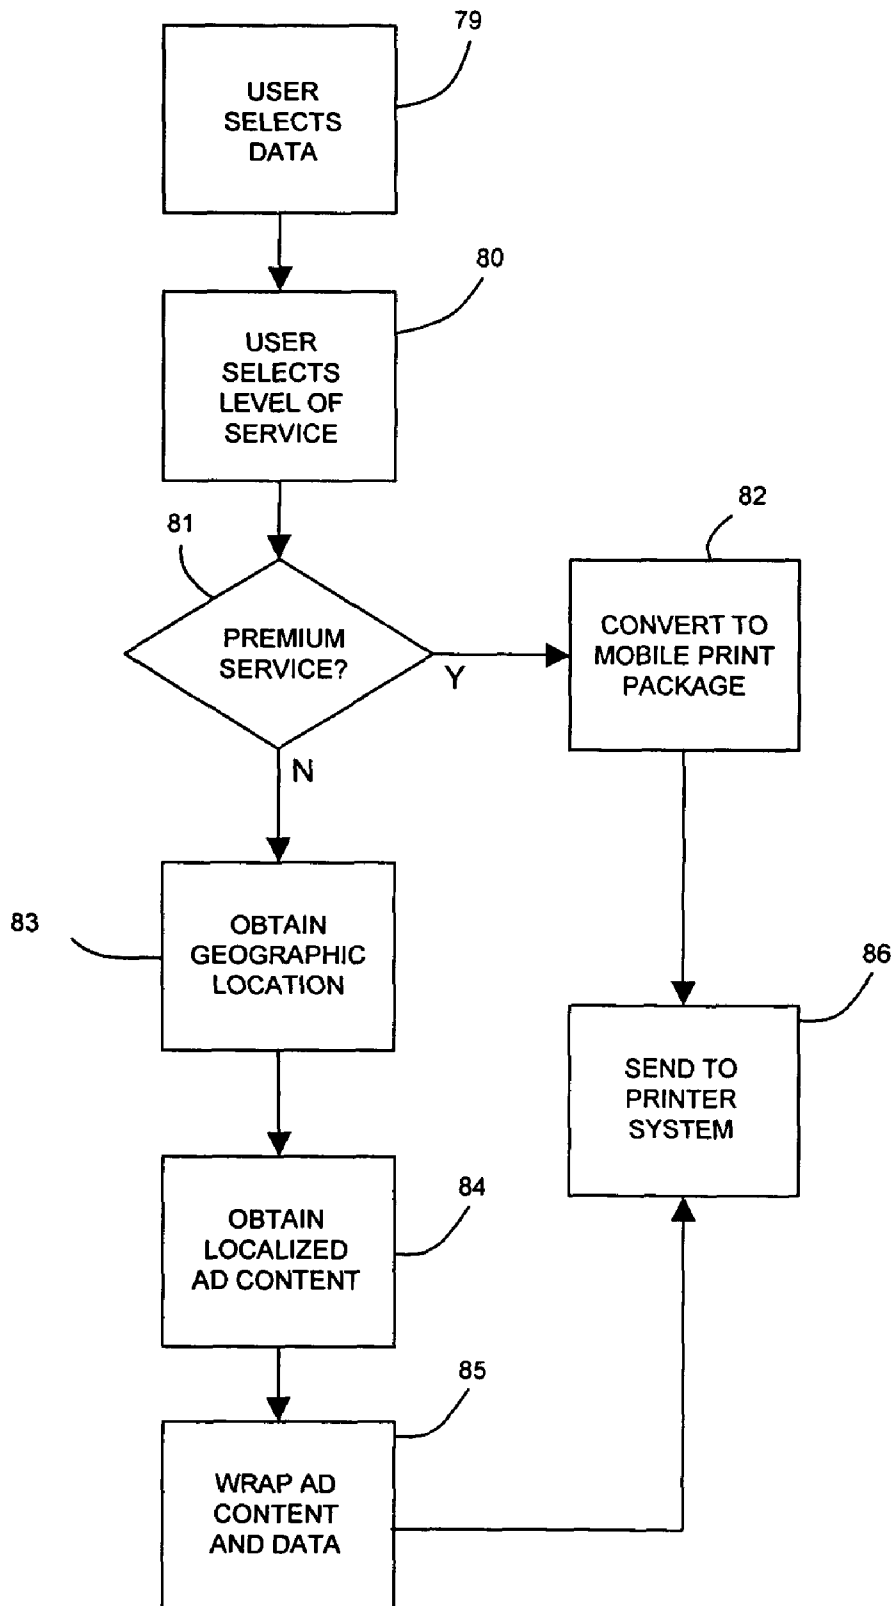 79
USER
SELECTS
DATA
80
USER
SELECTS
LEVEL OF
SERVICE
81
PREMIUM
SERVICE?
Y
N
82
CONVERT TO
MOBILE PRINT
PACKAGE
83
OBTAIN
GEOGRAPHIC
LOCATION
86
SEND TO
PRINTER
SYSTEM
84
OBTAIN
LOCALIZED
AD CONTENT
85
WRAP AD
CONTENT
AND DATA